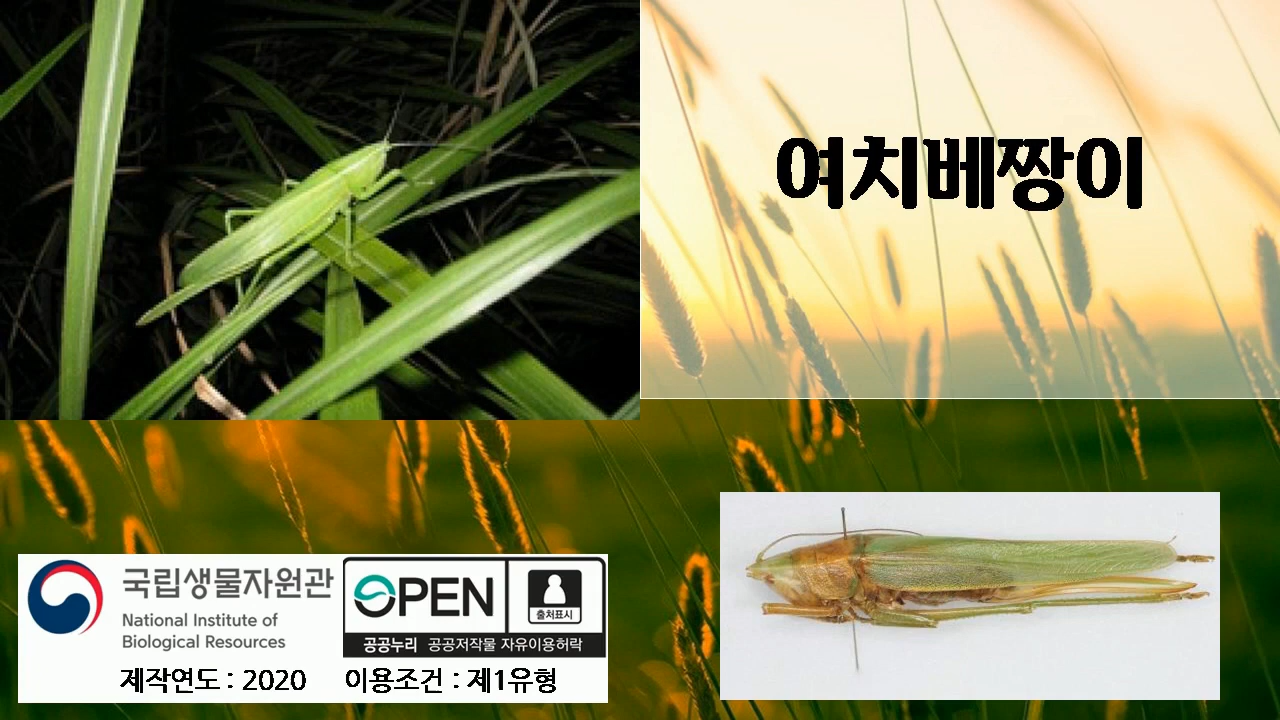 여치베짱이
국립생물자원관
National Institute of
Biological Resources
OPEN
출처표시
공공누리 공공저작물 자유이용허락
제작연도 : 2020 이용조건 : 제1유형